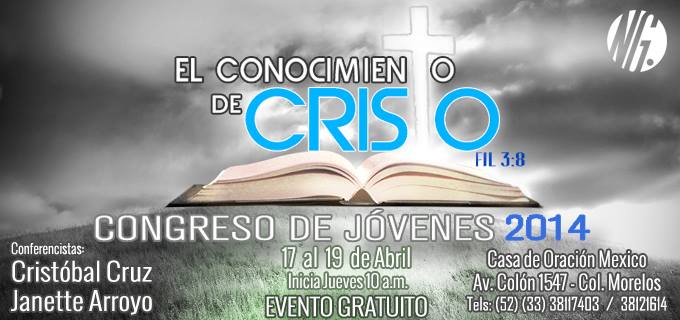 EL CONOCIMIENTO
DE CRISTO
FIL 3:8
CONGRESO DE JÓVENES 2014
Conferencistas:
Cristóbal Cruz
Janette Arroyo
17 al 19 de Abril
Inicia Jueves 10 a.m.
EVENTO GRATUITO
Casa de Oración Mexico
Av. Colón 1547 - Col. Morelos
Tels: (52) (33) 38117403 / 38121614